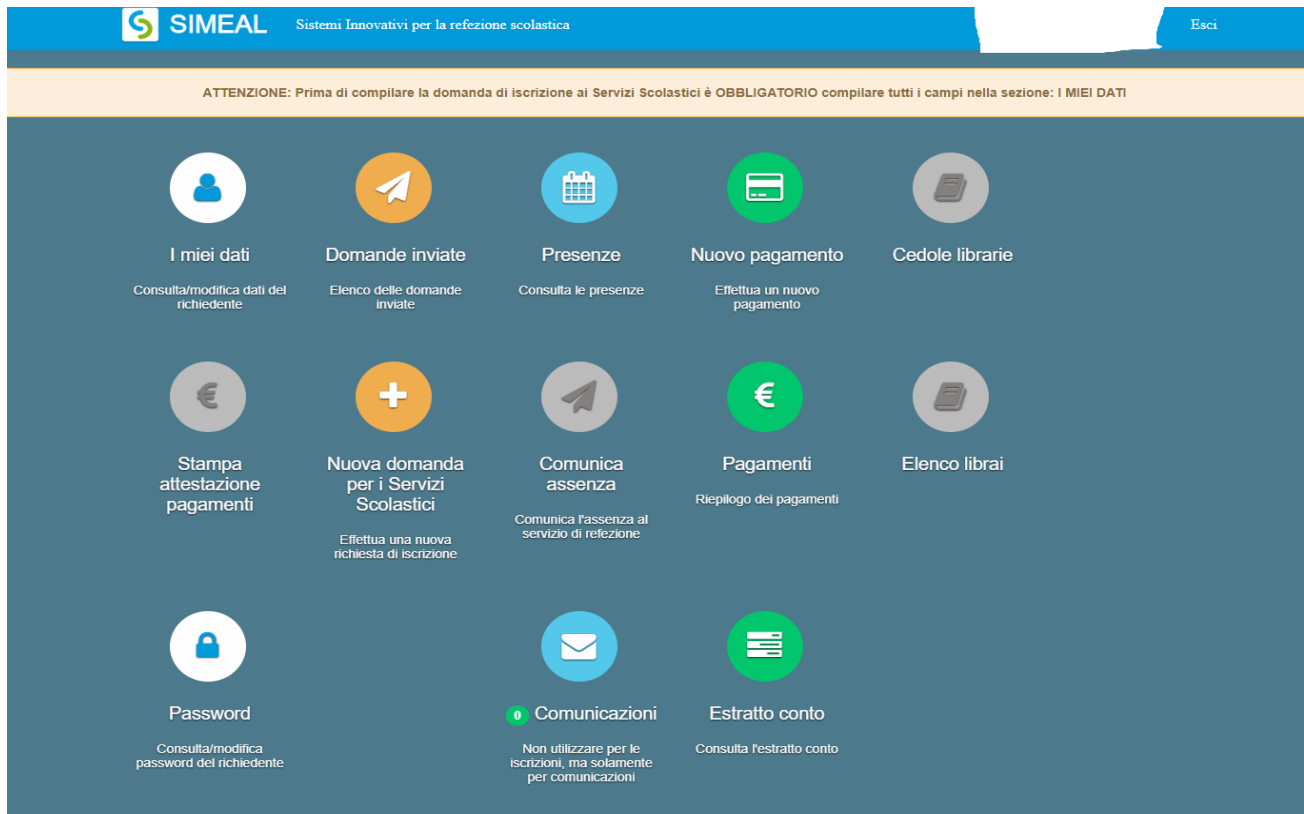 SIMEAL Sistemi Innovativi per la refezione scolastica Esci
ATTENZIONE: Prima di compilare la domanda di iscrizione ai Servizi Scolastici è OBBLIGATORIO compilare tutti i campi nella sezione: I MIEI DATI
I miei dati
Consulta/modifica dati del
richiedente
Domande inviate
Elenco delle domande
inviate
Presenze
Consulta le presenze
Nuovo pagamento
Effettua un nuovo
pagamento
Cedole librarie
Stampa
attestazione
pagamenti
Nuova domanda
per i Servizi
Scolastici
Effettua una nuova
richiesta di iscrizione
Comunica
assenza
Comunica l'assenza al
servizio di refezione
€
Pagamenti
Riepilogo dei pagamenti
Elenco librai
Password
Consulta/modifica
password del richiedente
0 Comunicazioni
Non utilizzare per le
iscrizioni, ma solamente
per comunicazioni
Estratto conto
Consulta l'estratto conto